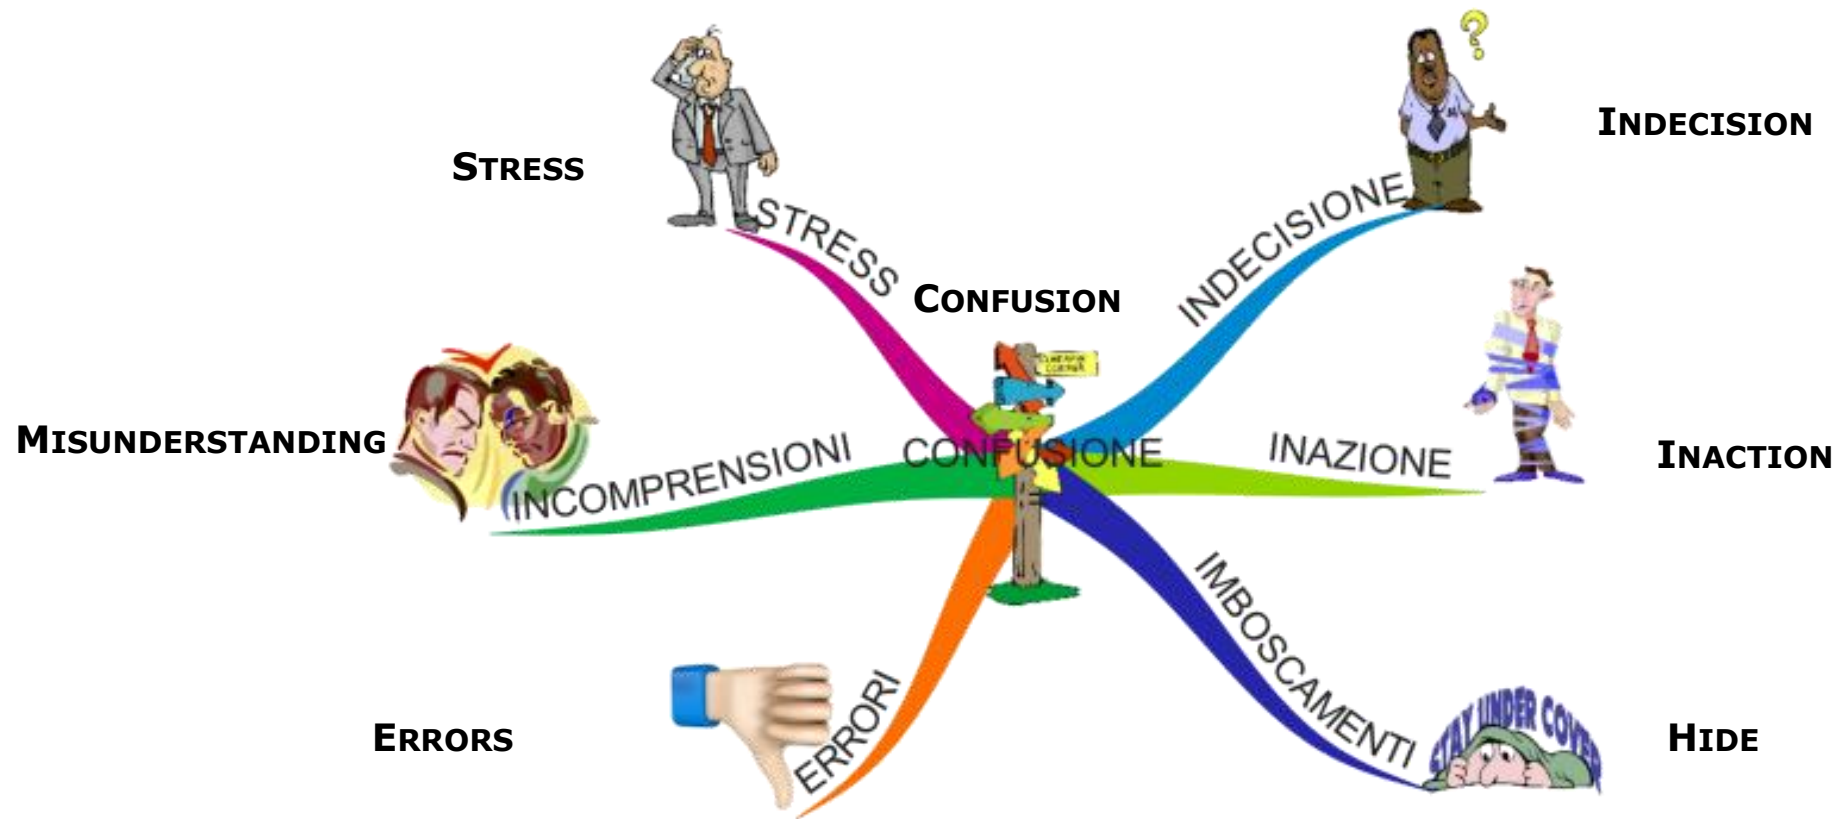 STRESS
STRESS
INDECISION
INDECISIONE
CONFUSION
CONFUSIONE
MISUNDERSTANDING
INCOMPRENSIONI
INACTION
INAZIONE
ERRORS
ERRORI
HIDE
IMBOSCAMENTI
STAY UNDER COVER